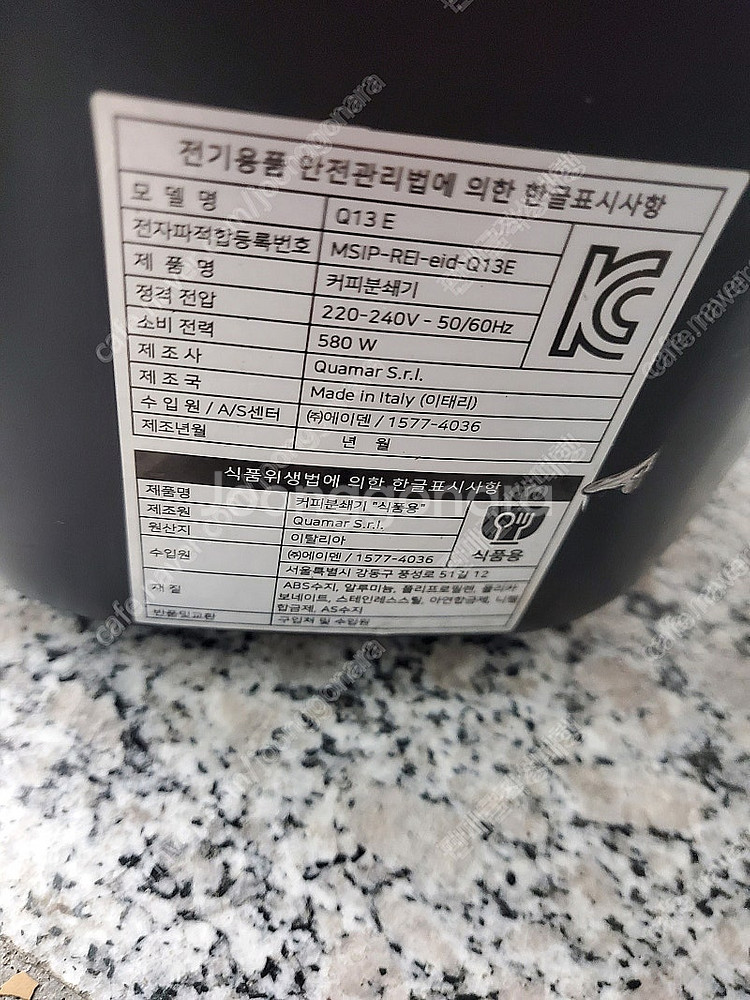 전기용품 안전관리법에 의한 한글표시사항
모 델 명 Q13 E
전자파적합등록번호 MSIP-REI-eid-Q13E
제 품 명 커피분쇄기
정격 전압 220-240V - 50/60Hz
소비 전력 580 W
제 조 사 Quamar S.r.l.
제 조 국 Made in Italy (이태리)
수 입 원 / A/S센터 ㈜에이덴 / 1577-4036
제조년월 년 월
식품위생법에 의한 한글표시사항
제품명 커피분쇄기 "식품용"
제조원 Quamar S.r.l.
원산지 이탈리아
수입원 ㈜에이덴 / 1577-4036
서울특별시 강동구 풍성로 51길 12
식품용
재 질 ABS수지, 알루미늄, 폴리프로필렌, 폴리카
보네이트, 스테인레스스틸, 아연합금제, 니켈
합금제, AS수지
반품및교환 구입처 및 수입원
joonggonara
cafe.naver.com/joonggonara